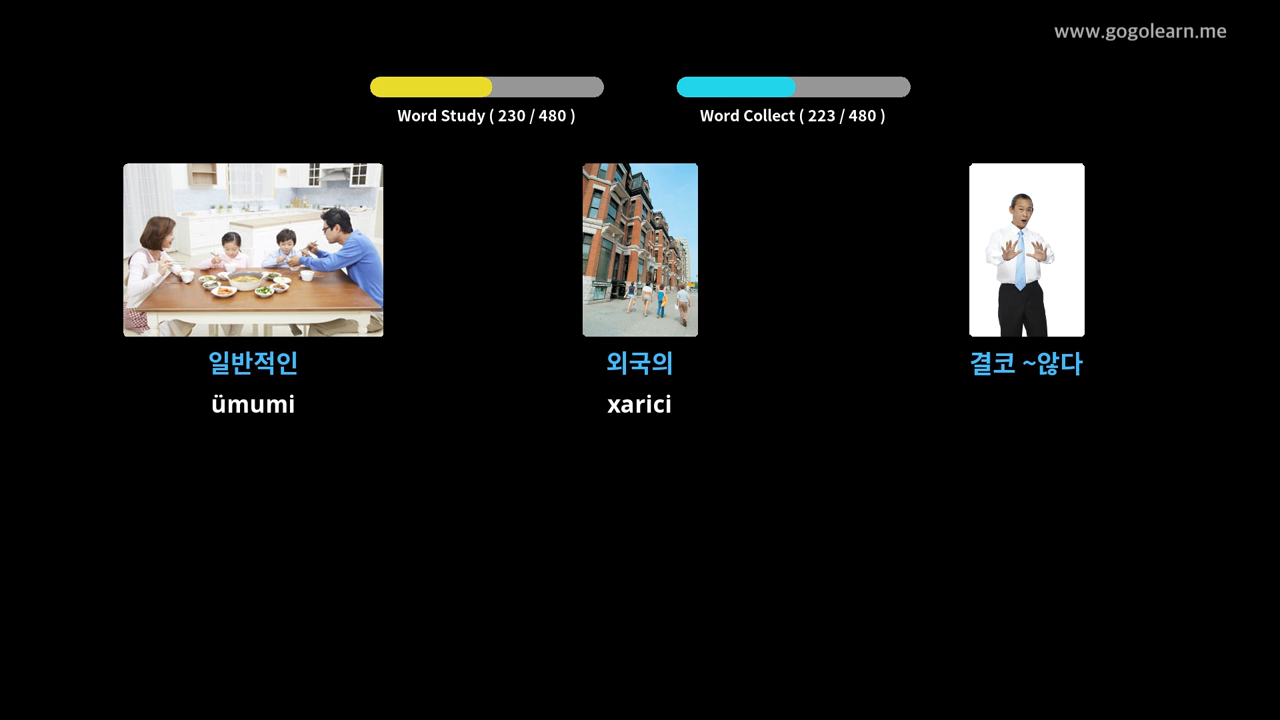 www.gogolearn.me
Word Study ( 230 / 480 )
Word Collect ( 223 / 480 )
일반적인
외국의
결코 ~않다
ümumi
xarici